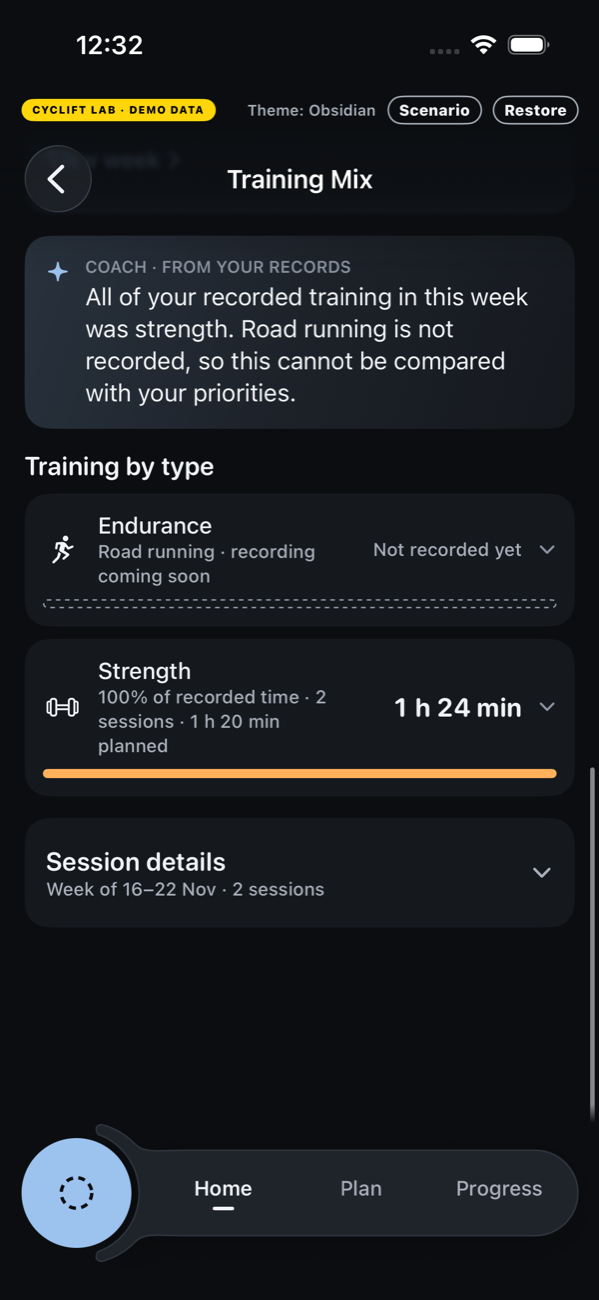 12:32
CYCLIFT LAB · DEMO DATA
Theme: Obsidian
Scenario
Restore
week >
Training Mix
COACH · FROM YOUR RECORDS
All of your recorded training in this week
was strength. Road running is not
recorded, so this cannot be compared
with your priorities.
Training by type
Endurance
Road running · recording
coming soon
Not recorded yet
Strength
100% of recorded time · 2
sessions · 1 h 20 min
planned
1 h 24 min
Session details
Week of 16–22 Nov · 2 sessions
Home
Plan
Progress